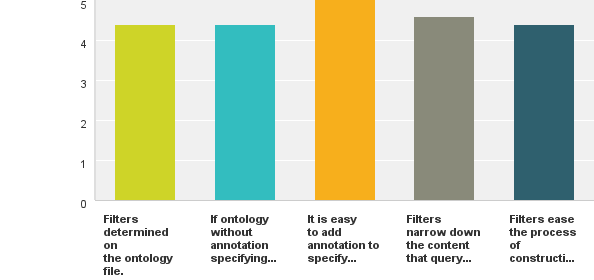 5
4
3
2
1
0
Filters
determined
on
the ontology
file.
If ontology
without
annotation
specifying...
It is easy
to add
annotation to
specify...
Filters
narrow down
the content
that query...
Filters ease
the process
of
constructi...